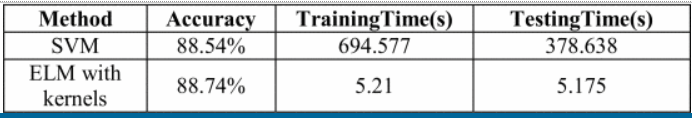 Method Accuracy TrainingTime(s) TestingTime(s)
SVM 88.54% 694.577 378.638
ELM with
kernels 88.74% 5.21 5.175